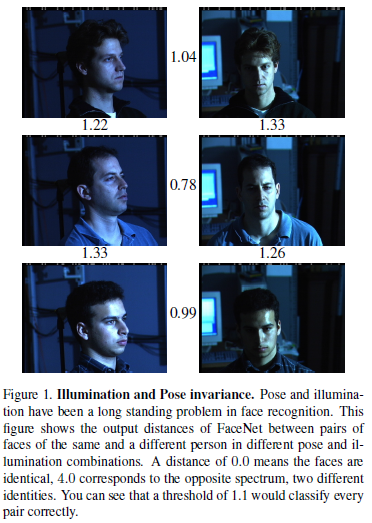 1.04
1.22 1.33
0.78
1.33 1.26
0.99
Figure 1. Illumination and Pose invariance. Pose and illumina-
tion have been a long standing problem in face recognition. This
figure shows the output distances of FaceNet between pairs of
faces of the same and a different person in different pose and il-
lumination combinations. A distance of 0.0 means the faces are
identical, 4.0 corresponds to the opposite spectrum, two different
identities. You can see that a threshold of 1.1 would classify every
pair correctly.